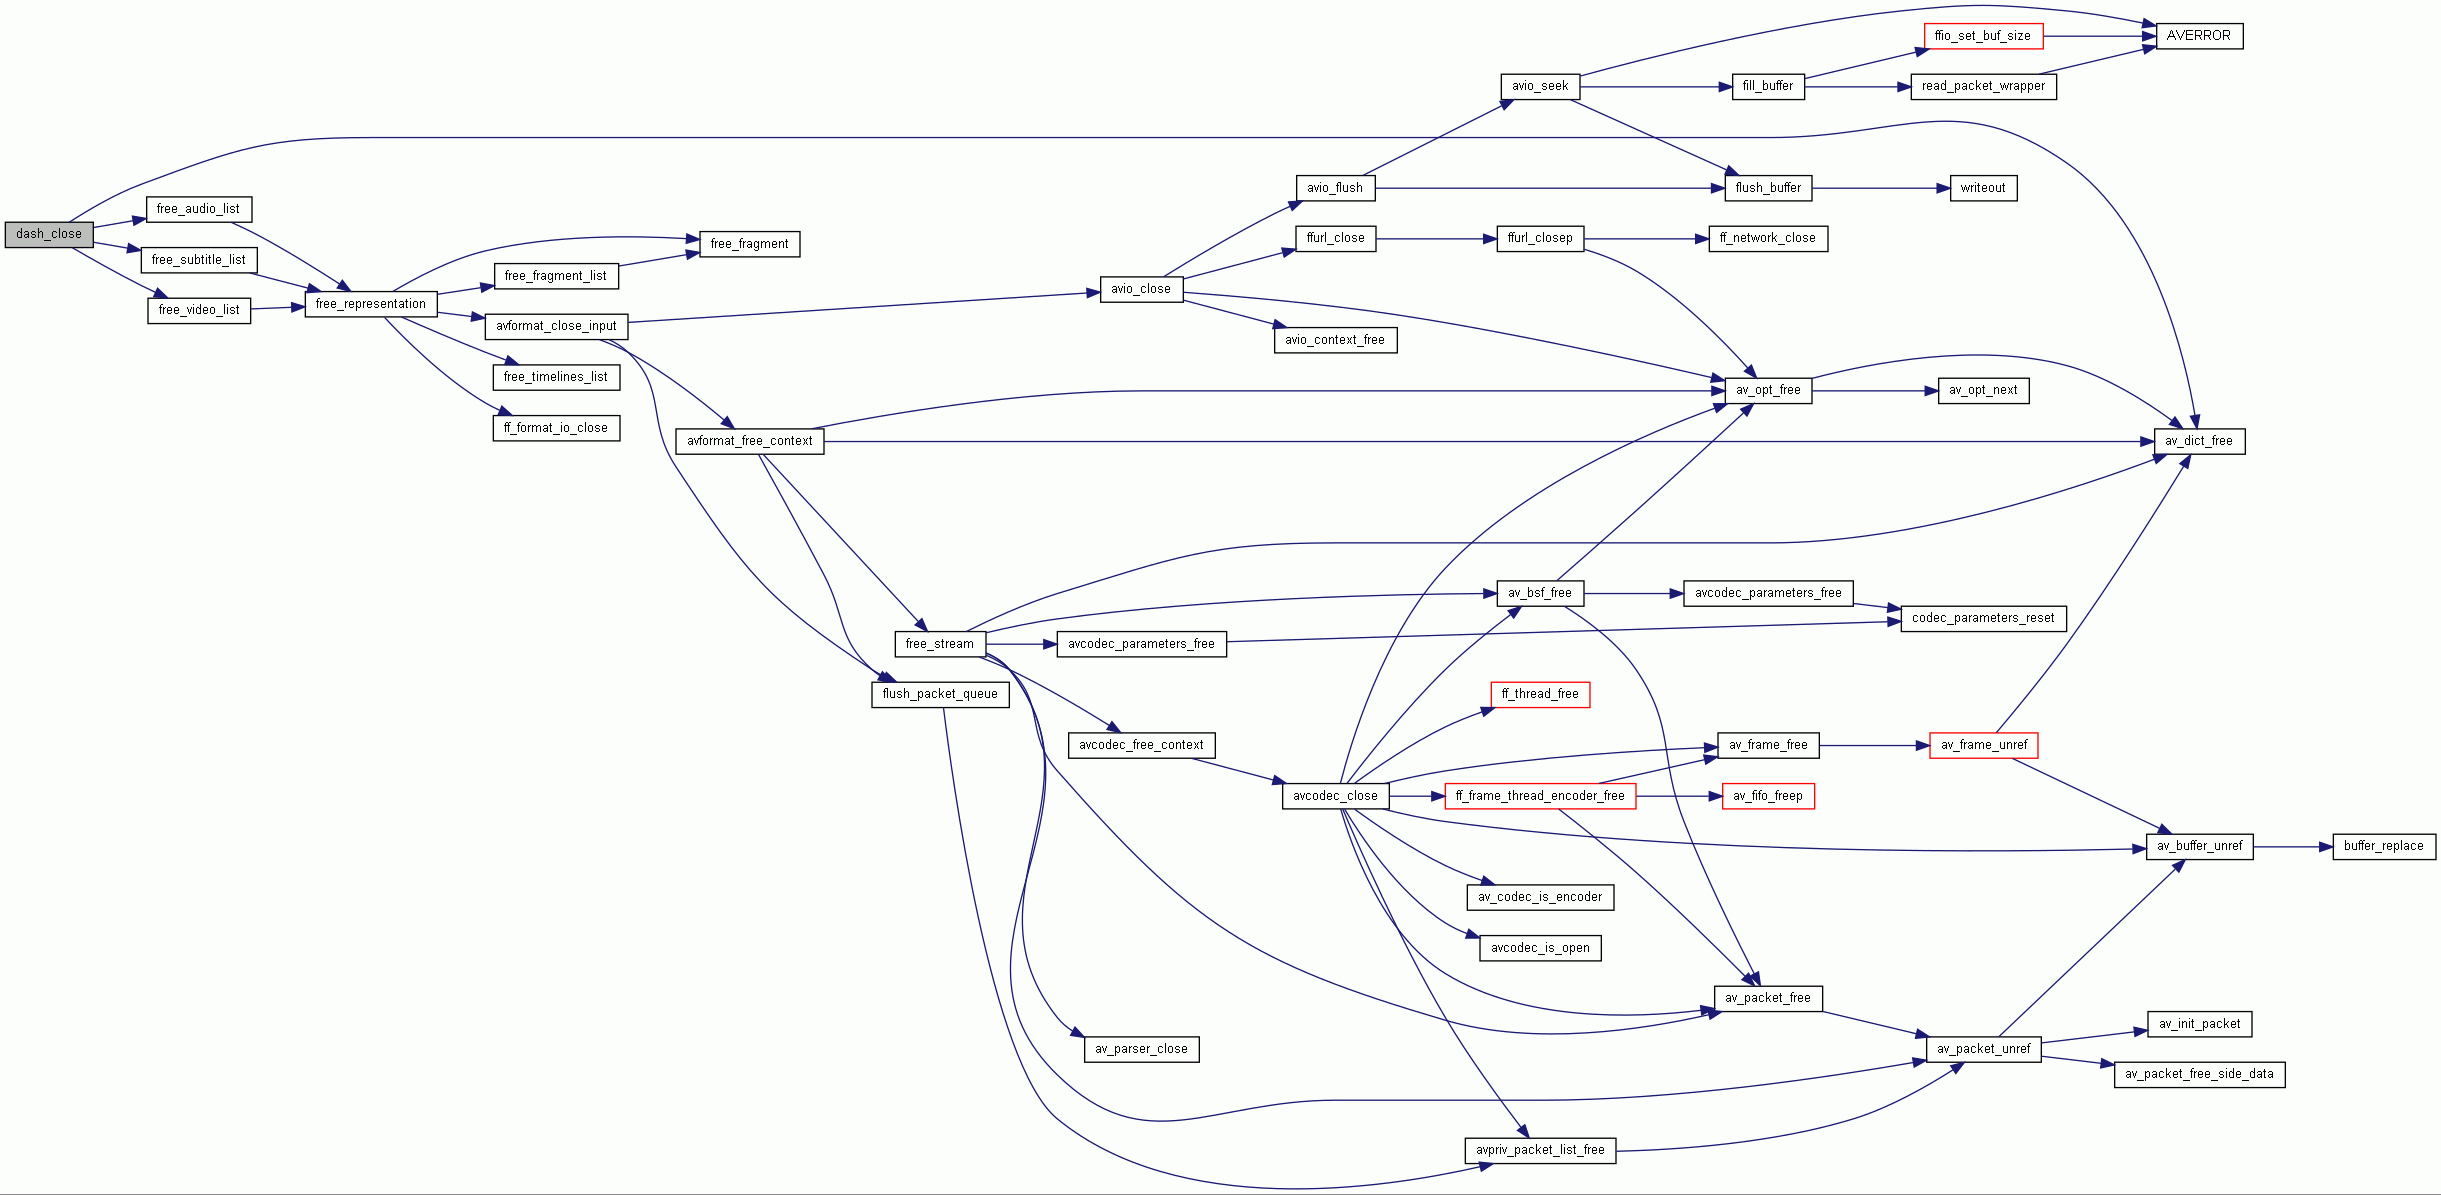 dash_close
free_audio_list
free_subtitle_list
free_video_list
free_representation
free_fragment
free_fragment_list
avformat_close_input
free_timelines_list
ff_format_io_close
avformat_free_context
free_stream
flush_packet_queue
avio_close
avio_flush
ffurl_close
avio_context_free
avio_seek
ffurl_closep
fill_buffer
flush_buffer
ff_network_close
av_opt_free
ffio_set_buf_size
read_packet_wrapper
writeout
av_opt_next
AVERROR
av_dict_free
avcodec_parameters_free
avcodec_free_context
av_parser_close
avcodec_close
av_bsf_free
ff_thread_free
ff_frame_thread_encoder_free
av_codec_is_encoder
avcodec_is_open
avpriv_packet_list_free
avcodec_parameters_free
av_frame_free
av_fifo_freep
av_packet_free
codec_parameters_reset
av_frame_unref
av_packet_unref
av_buffer_unref
buffer_replace
av_init_packet
av_packet_free_side_data